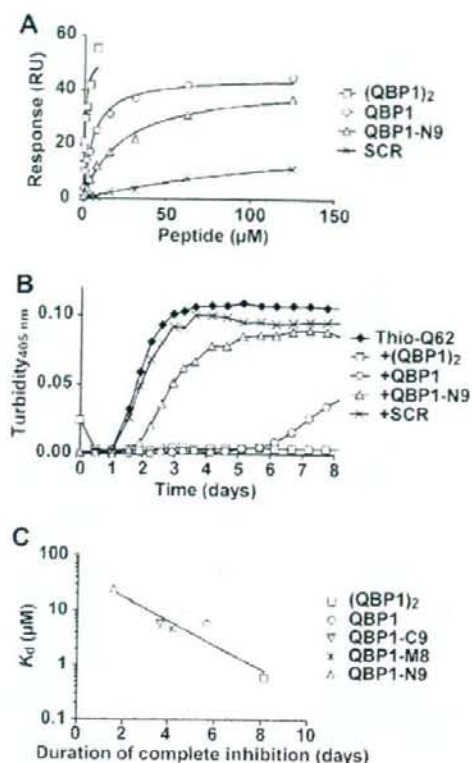 A
Response (RU)
60
40
20
0
0
50
100
150
Peptide (µM)
(QBP1)2
QBP1
QBP1-N9
SCR
B
Turbidity405 nm
0.10
0.05
0.00
0 1 2 3 4 5 6 7 8
Time (days)
Thio-Q62
+(QBP1)2
+QBP1
+QBP1-N9
+SCR
C
Kd (µM)
100
10
1
0.1
0 2 4 6 8 10
Duration of complete inhibition (days)
(QBP1)2
QBP1
QBP1-C9
QBP1-M8
QBP1-N9